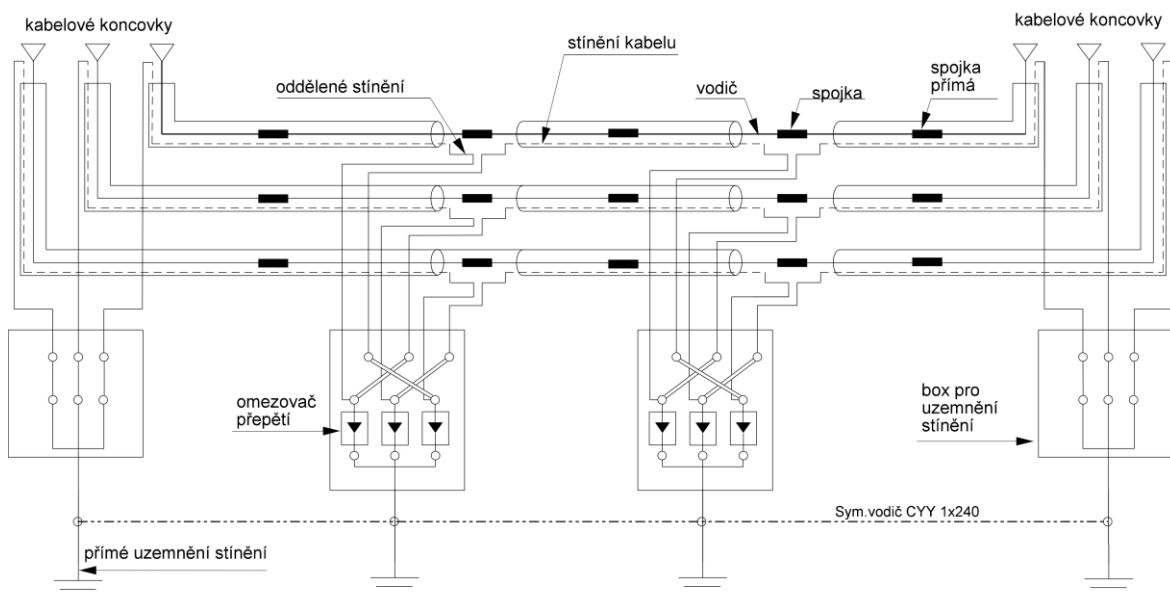 kabelové koncovky
kabelové koncovky
stínění kabelu
oddělené stínění
vodič
spojka
spojka
přímá
omezovač
přepětí
box pro
uzemnění
stínění
Sym.vodič CYY 1x240
přímé uzemnění stínění